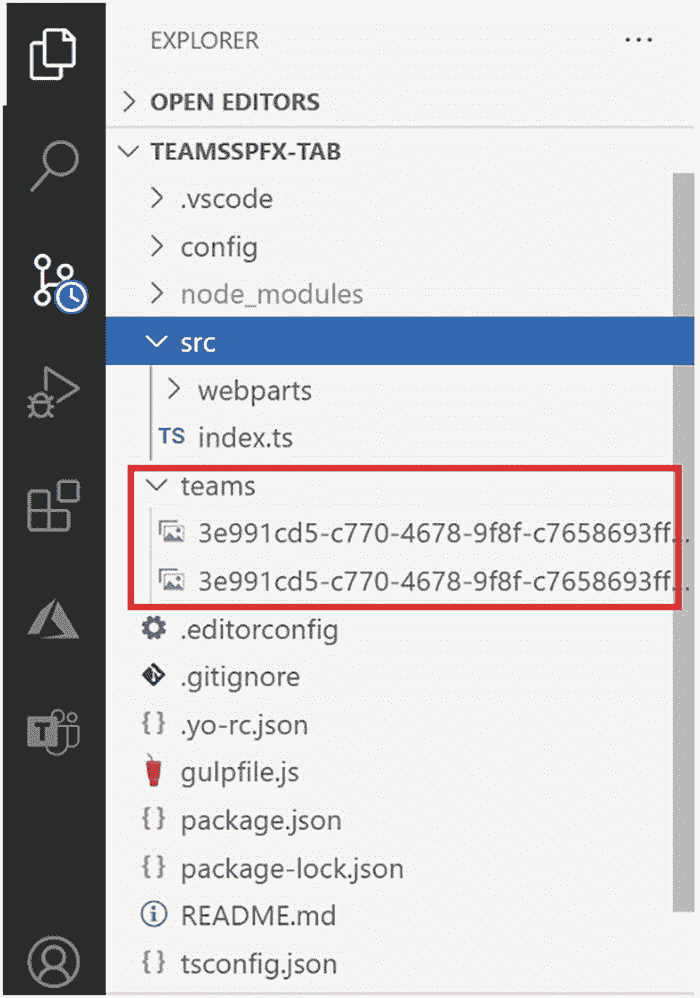 EXPLORER ...
OPEN EDITORS
TEAMSSPFX-TAB
.vscode
config
node_modules
src
webparts
TS index.ts
teams
3e991cd5-c770-4678-9f8f-c7658693ff...
3e991cd5-c770-4678-9f8f-c7658693ff...
.editorconfig
.gitignore
{} .yo-rc.json
gulpfile.js
{} package.json
{} package-lock.json
README.md
{} tsconfig.json
T